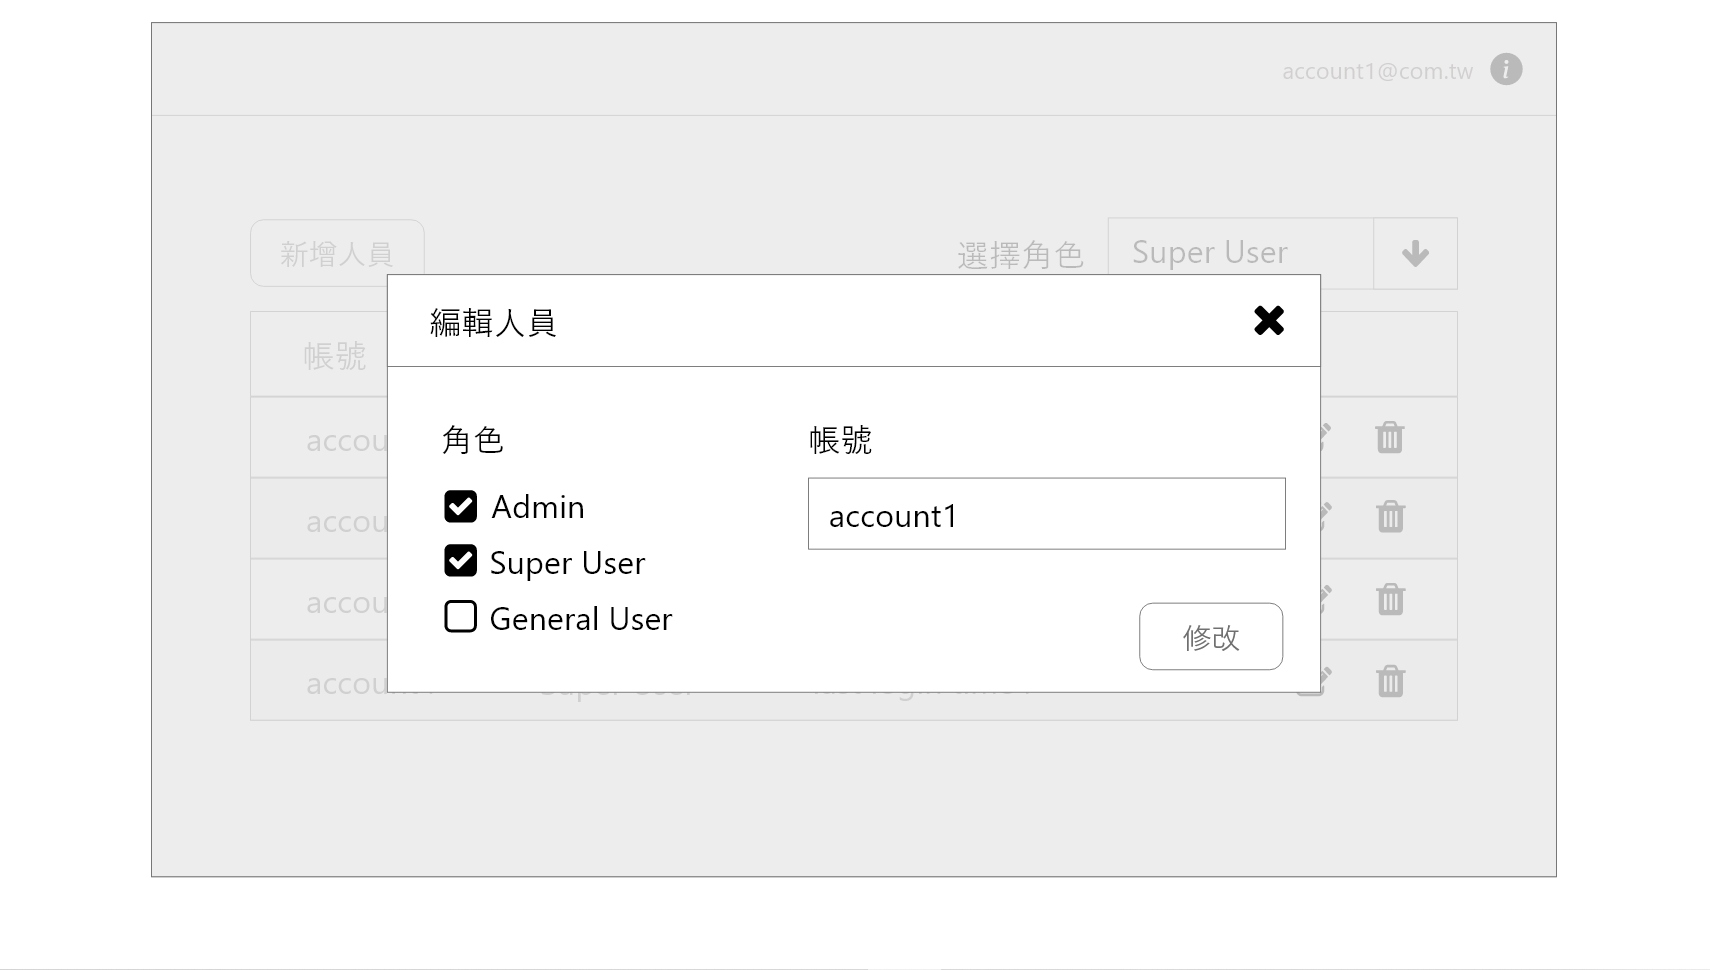 account1@com.tw
新增人員
選擇角色 Super User
編輯人員
帳號
角色
帳號
Admin
account1
Super User
General User
修改